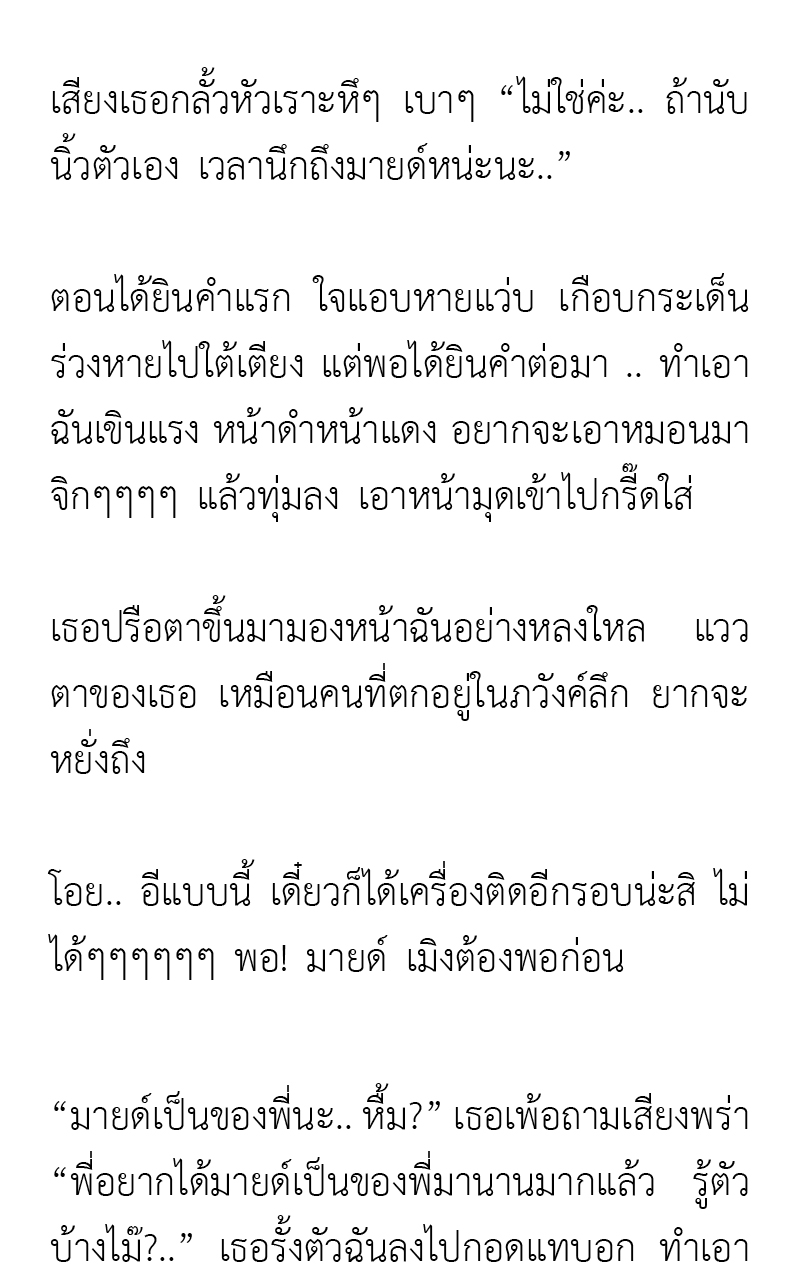 เสียงเธอกลั้วหัวเราะหึๆ เบาๆ “ไม่ใช่ค่ะ.. ถ้านับ
นิ้วตัวเอง เวลานึกถึงมายด์หน่ะนะ..”
ตอนได้ยินคำแรก ใจแอบหายแว่บ เกือบกระเด็น
ร่วงหายไปใต้เตียง แต่พอได้ยินคำต่อมา .. ทำเอา
ฉันเขินแรง หน้าดำหน้าแดง อยากจะเอาหมอนมา
จิกๆๆๆๆ แล้วทุ่มลง เอาหน้ามุดเข้าไปกรี๊ดใส่
เธอปรือตาขึ้นมามองหน้าฉันอย่างหลงใหล แวว
ตาของเธอ เหมือนคนที่ตกอยู่ในภวังค์ลึก ยากจะ
หยั่งถึง
โอย.. อีแบบนี้ เดี๋ยวก็ได้เครื่องติดอีกรอบน่ะสิ ไม่
ได้ๆๆๆๆๆๆ พอ! มายด์ เมิงต้องพอก่อน
“มายด์เป็นของพี่นะ.. หื้ม?” เธอเพ้อถามเสียงพร่า
“พี่อยากได้มายด์เป็นของพี่มานานมากแล้ว รู้ตัว
บ้างไม๊?..” เธอรั้งตัวฉันลงไปกอดแทบอก ทำเอา